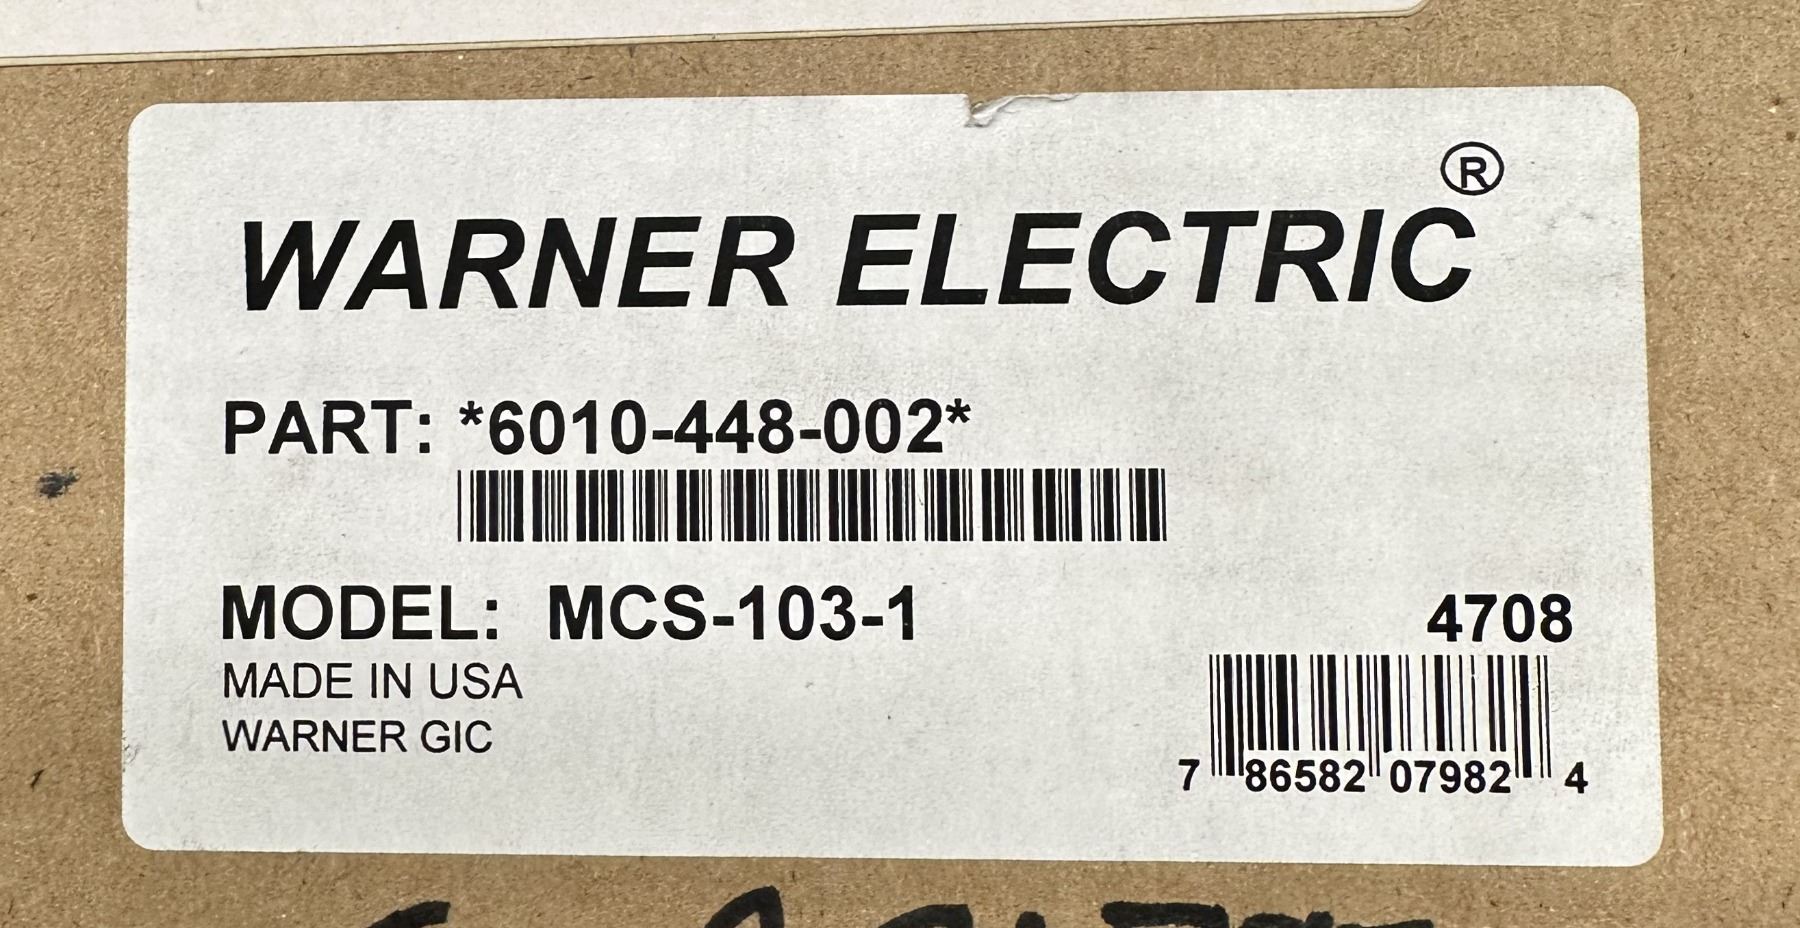 WARNER ELECTRIC®
PART: *6010-448-002*
MODEL: MCS-103-1
4708
MADE IN USA
WARNER GIC
7 86582 07982 4